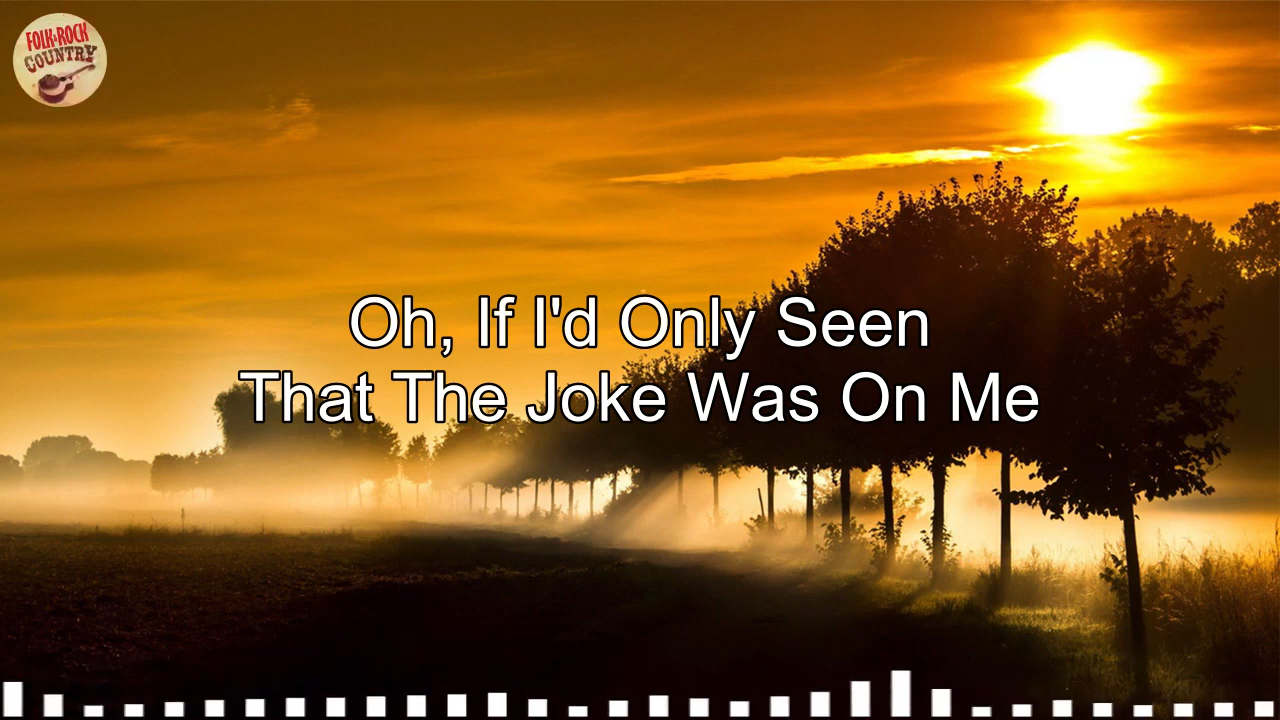 FOLK & ROCK
COUNTRY
Oh, If I'd Only Seen
That The Joke Was On Me